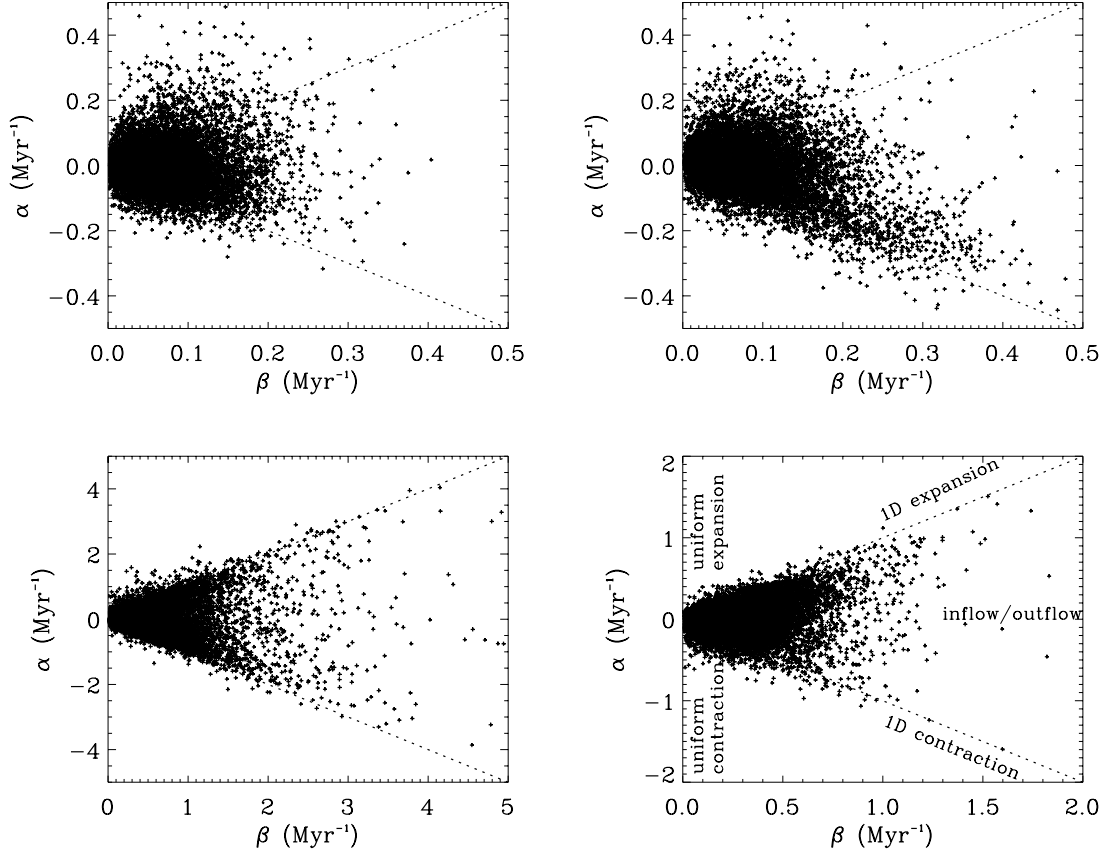 0.4
0.2
0.0
−0.2
−0.4
α (Myr⁻¹)
0.0 0.1 0.2 0.3 0.4 0.5
β (Myr⁻¹)
0.4
0.2
0.0
−0.2
−0.4
α (Myr⁻¹)
0.0 0.1 0.2 0.3 0.4 0.5
β (Myr⁻¹)
4
2
0
−2
−4
α (Myr⁻¹)
0 1 2 3 4 5
β (Myr⁻¹)
2
1
0
−1
−2
α (Myr⁻¹)
uniform
expansion
1D expansion
inflow/outflow
uniform
contraction
1D contraction
0.0 0.5 1.0 1.5 2.0
β (Myr⁻¹)